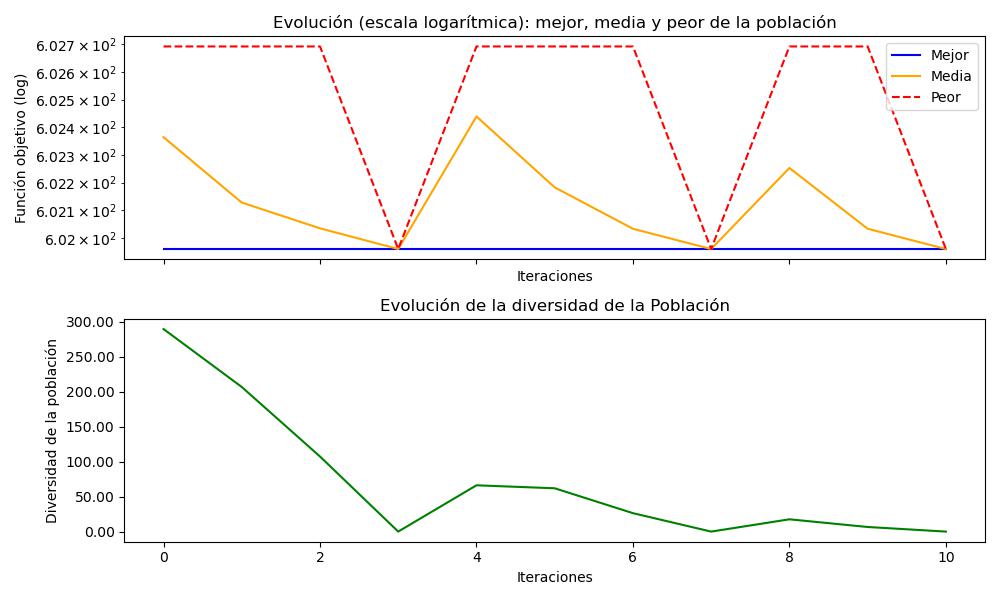 Evolución (escala logarítmica): mejor, media y peor de la población
Función objetivo (log)
6.027 × 10²
6.026 × 10²
6.025 × 10²
6.024 × 10²
6.023 × 10²
6.022 × 10²
6.021 × 10²
6.02 × 10²
Mejor
Media
Peor
Iteraciones
Evolución de la diversidad de la Población
Diversidad de la población
300.00
250.00
200.00
150.00
100.00
50.00
0.00
0 2 4 6 8 10
Iteraciones